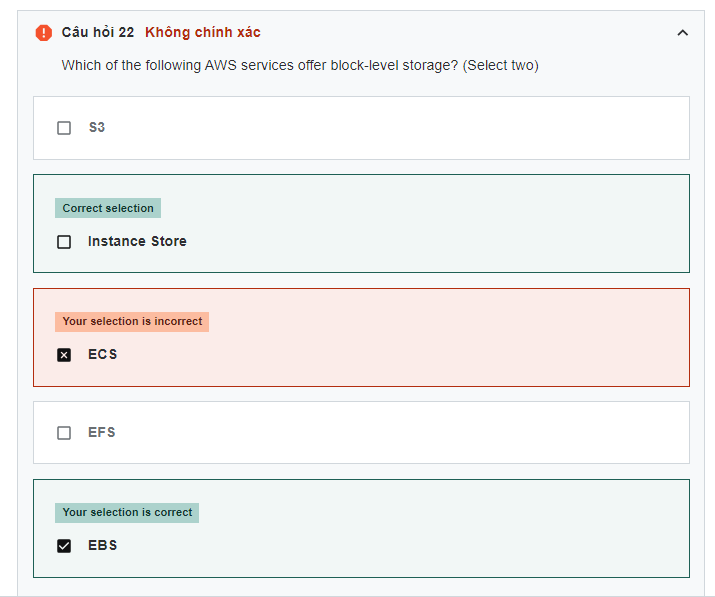 Câu hỏi 22 Không chính xác
Which of the following AWS services offer block-level storage? (Select two)
S3
Correct selection
Instance Store
Your selection is incorrect
ECS
EFS
Your selection is correct
EBS